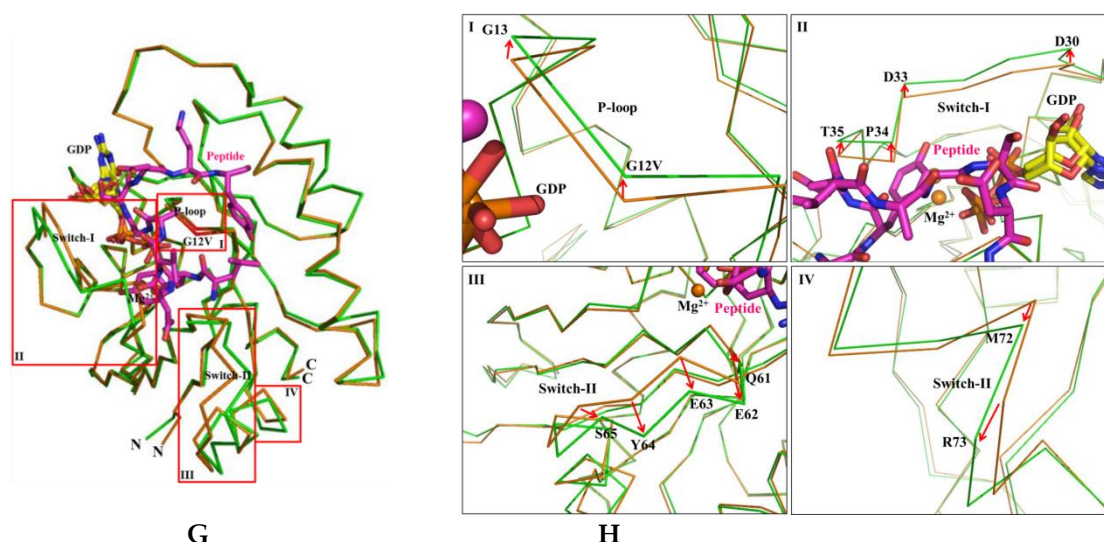 GDP
Peptide
P-loop
Switch-I
G12V
I
Mg²⁺
II
Switch-II
C
C
IV
N
N
III
G
I
G13
P-loop
G12V
GDP
II
D30
D33
Switch-I
GDP
T35
P34
Peptide
Mg²⁺
III
Mg²⁺
Peptide
Switch-II
Q61
E63
E62
S65
Y64
IV
M72
Switch-II
R73
H